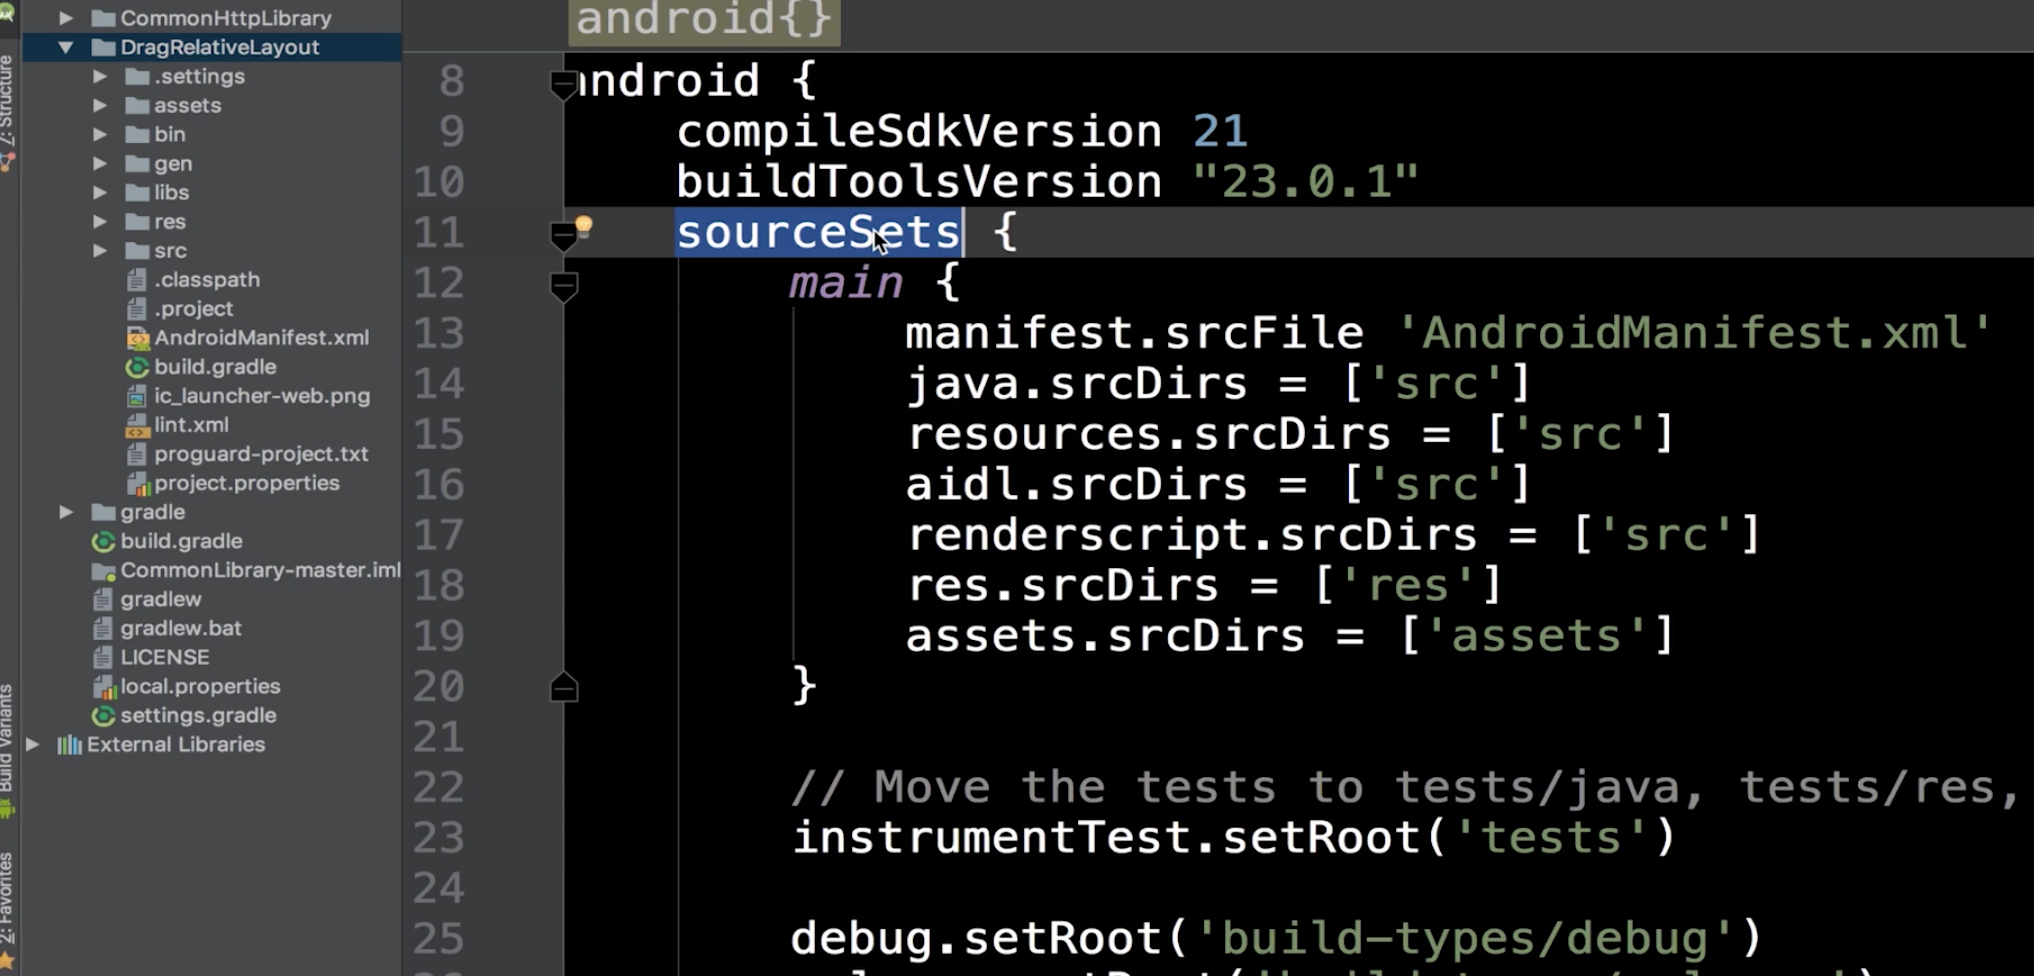 CommonHttpLibrary
DragRelativeLayout
.settings
assets
bin
gen
libs
res
src
.classpath
.project
AndroidManifest.xml
build.gradle
ic_launcher-web.png
lint.xml
proguard-project.txt
project.properties
gradle
build.gradle
CommonLibrary-master.iml
gradlew
gradlew.bat
LICENSE
local.properties
settings.gradle
External Libraries
Z: Structure
Build Variants
2: Favorites
android{}
8 android {
9 compileSdkVersion 21
10 buildToolsVersion "23.0.1"
11 sourceSets {
12 main {
13 manifest.srcFile 'AndroidManifest.xml'
14 java.srcDirs = ['src']
15 resources.srcDirs = ['src']
16 aidl.srcDirs = ['src']
17 renderscript.srcDirs = ['src']
18 res.srcDirs = ['res']
19 assets.srcDirs = ['assets']
20 }
21
22 // Move the tests to tests/java, tests/res,
23 instrumentTest.setRoot('tests')
24
25 debug.setRoot('build-types/debug')